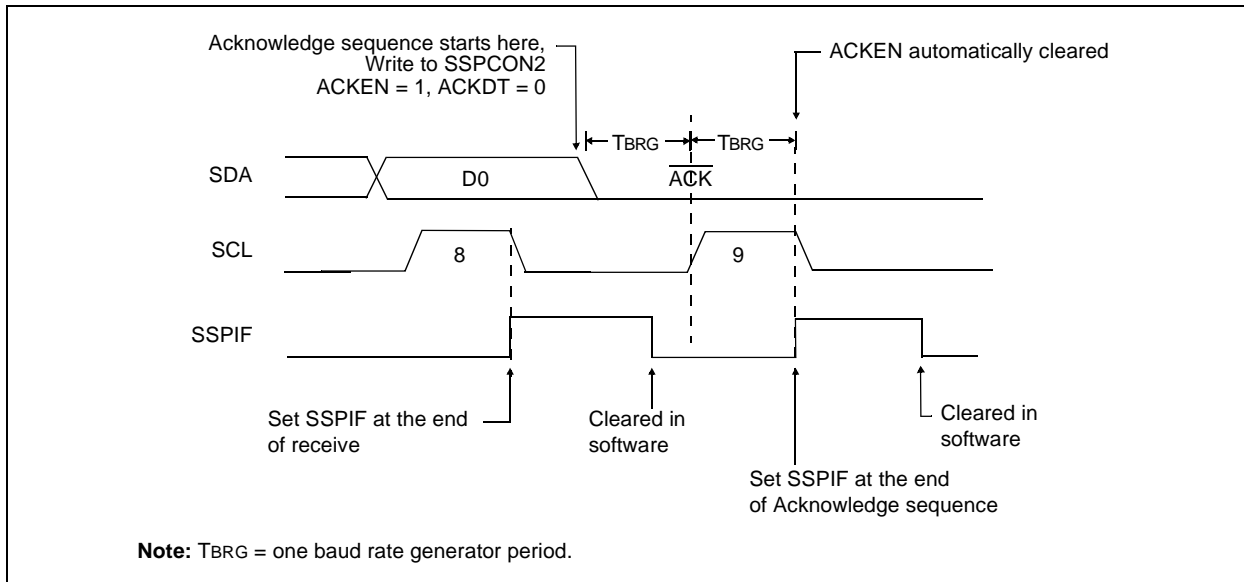 Acknowledge sequence starts here,
Write to SSPCON2
ACKEN = 1, ACKDT = 0
ACKEN automatically cleared
TBRG
TBRG
SDA
D0
ACK
SCL
8
9
SSPIF
Set SSPIF at the end
of receive
Cleared in
software
Set SSPIF at the end
of Acknowledge sequence
Cleared in
software
Note: TBRG = one baud rate generator period.